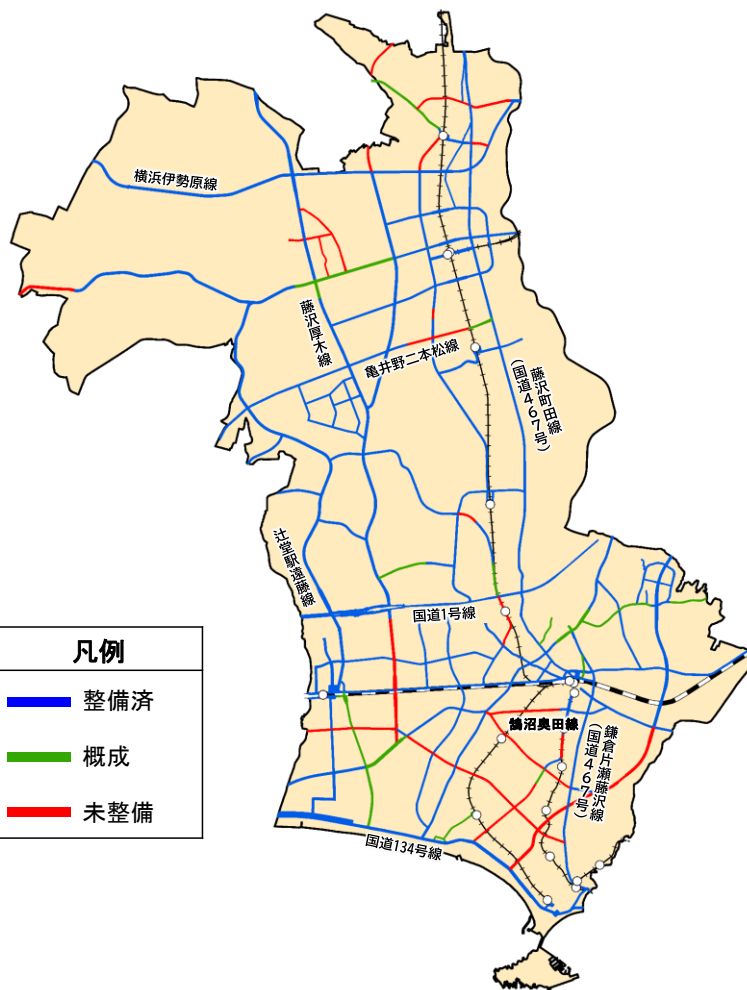 横浜伊勢原線
藤沢厚木線
亀井野二本松線
藤沢町田線
(国道467号)
辻堂駅遠藤線
国道1号線
凡例
整備済
概成
未整備
鵠沼奥田線
鎌倉片瀬藤沢線
(国道467号)
国道134号線